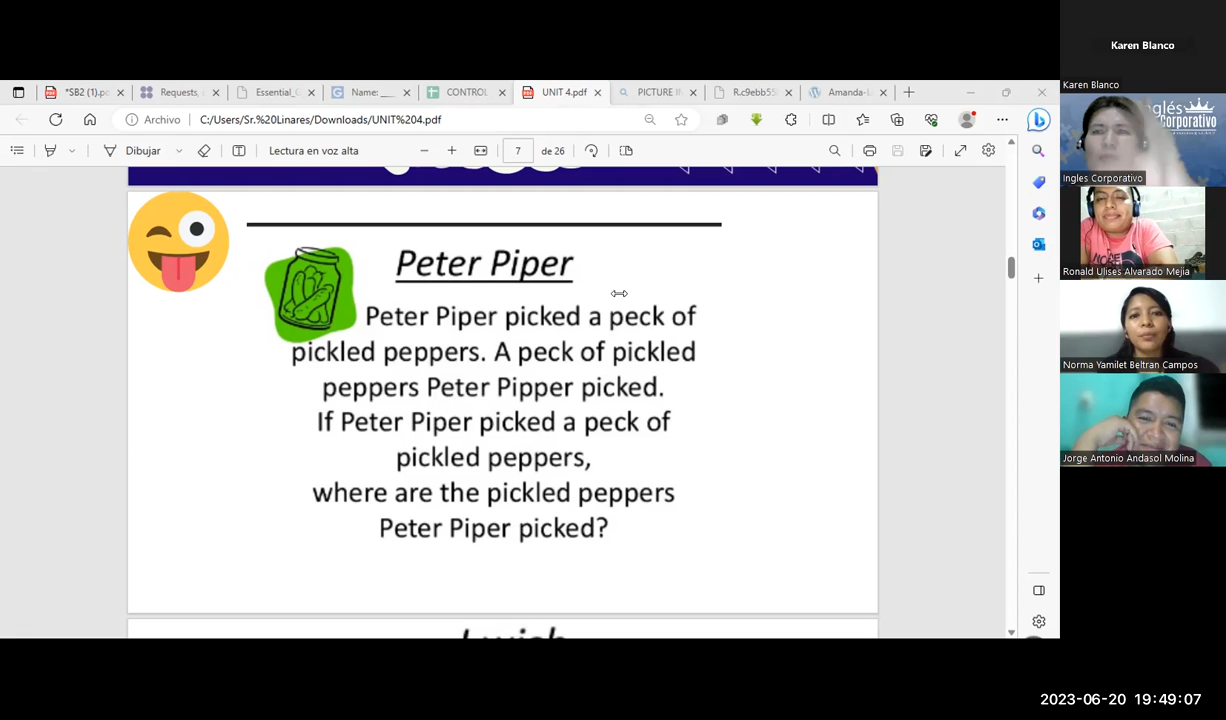 Karen Blanco
Karen Blanco
*SB2 (1).p
Requests,
Essential_
Name: ___
CONTROL
UNIT 4.pdf
PICTURE I
R.c9ebb55
Amanda-L
Archivo
C:/Users/Sr.%20Linares/Downloads/UNIT%204.pdf
Dibujar
Lectura en voz alta
7
de 26
Inglés
Corporativo
Ingles Corporativo
Ronald Ulises Alvarado Mejia
Norma Yamilet Beltran Campos
Jorge Antonio Andasol Molina
Peter Piper
Peter Piper picked a peck of
pickled peppers. A peck of pickled
peppers Peter Pipper picked.
If Peter Piper picked a peck of
pickled peppers,
where are the pickled peppers
Peter Piper picked?
I wish
2023-06-20 19:49:07